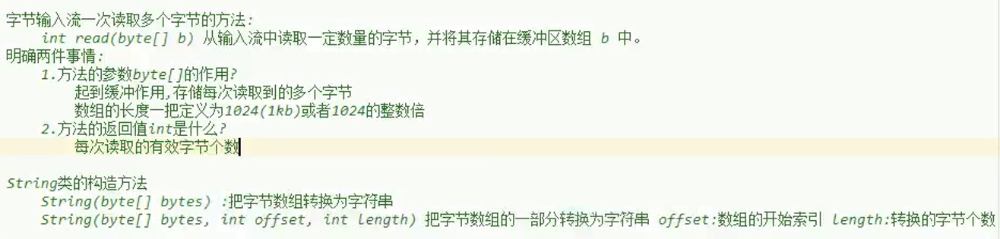 字节输入流一次读取多个字节的方法:
int read(byte[] b) 从输入流中读取一定数量的字节，并将其存储在缓冲区数组 b 中。
明确两件事情:
1.方法的参数byte[]的作用?
起到缓冲作用,存储每次读取到的多个字节
数组的长度一把定义为1024(1kb)或者1024的整数倍
2.方法的返回值int是什么?
每次读取的有效字节个数
String类的构造方法
String(byte[] bytes) :把字节数组转换为字符串
String(byte[] bytes, int offset, int length) 把字节数组的一部分转换为字符串 offset:数组的开始索引 length:转换的字节个数